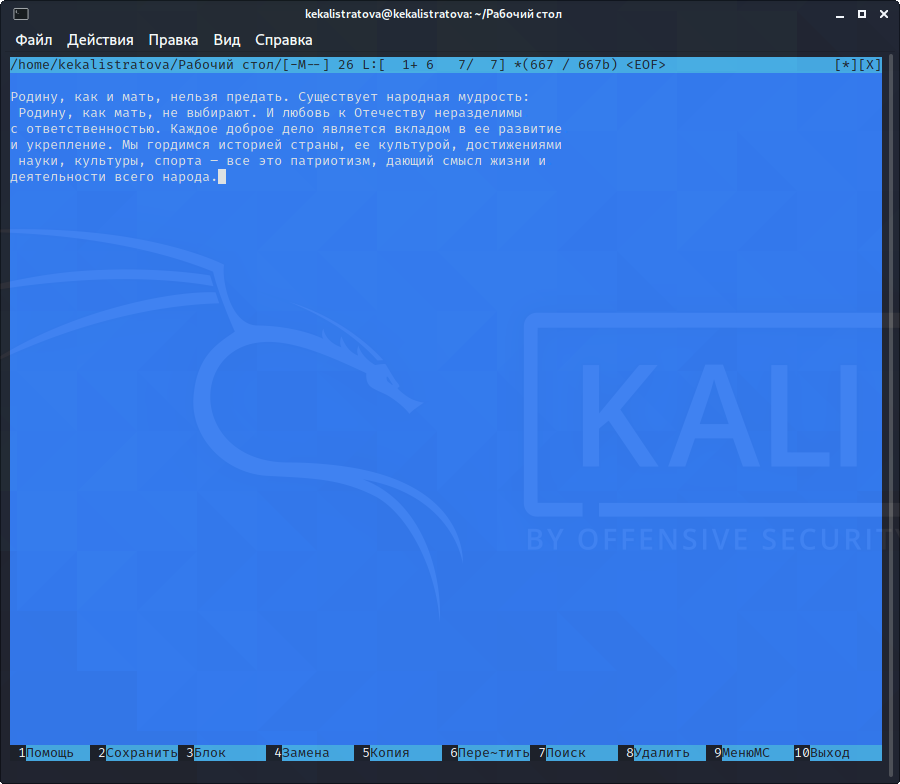 kekalistratova@kekalistratova: ~/Рабочий стол
Файл Действия Правка Вид Справка
/home/kekalistratova/Рабочий стол/[-M--] 26 L:[  1+ 6   7/  7] *(667 / 667b) <EOF> [*][X]
Родину, как и мать, нельзя предать. Существует народная мудрость:
Родину, как мать, не выбирают. И любовь к Отечеству неразделимы
с ответственностью. Каждое доброе дело является вкладом в ее развитие
и укрепление. Мы гордимся историей страны, ее культурой, достижениями
науки, культуры, спорта — все это патриотизм, дающий смысл жизни и
деятельности всего народа.
KALI
BY OFFENSIVE SECURIT
1Помощь 2Сохранить 3Блок 4Замена 5Копия 6Пере~тить 7Поиск 8Удалить 9МенюMC 10Выход